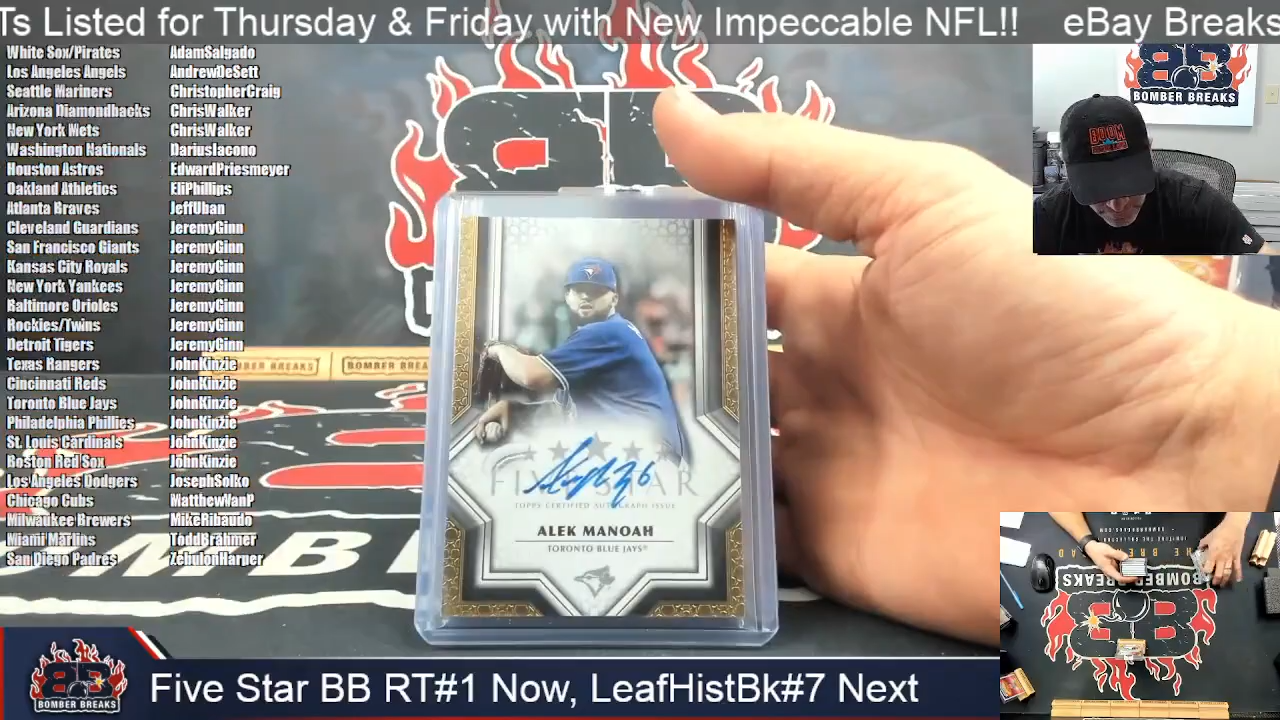 Ts Listed for Thursday & Friday with New Impeccable NFL!! eBay Breaks
White Sox/Pirates AdamSalgado
Los Angeles Angels AndrewDeSett
Seattle Mariners ChristopherCraig
Arizona Diamondbacks ChrisWalker
New York Mets ChrisWalker
Washington Nationals DariusIacono
Houston Astros EdwardPriesmeyer
Oakland Athletics EliPhillips
Atlanta Braves JeffUban
Cleveland Guardians JeremyGinn
San Francisco Giants JeremyGinn
Kansas City Royals JeremyGinn
New York Yankees JeremyGinn
Baltimore Orioles JeremyGinn
Rockies/Twins JeremyGinn
Detroit Tigers JeremyGinn
Texas Rangers JohnKinzie
Cincinnati Reds JohnKinzie
Toronto Blue Jays JohnKinzie
Philadelphia Phillies JohnKinzie
St. Louis Cardinals JohnKinzie
Boston Red Sox JohnKinzie
Los Angeles Dodgers JosephSolko
Chicago Cubs MatthewVanP
Milwaukee Brewers MikeRibaudo
Miami Marlins ToddBrahmer
San Diego Padres ZebulonHarper
BOMBER BREAKS
BOOM
BOMBER BREAKS
FIVE STAR
TOPPS CERTIFIED AUTOGRAPH ISSUE
ALEK MANOAH
TORONTO BLUE JAYS®
BOMBER BREAKS
Five Star BB RT#1 Now, LeafHistBk#7 Next